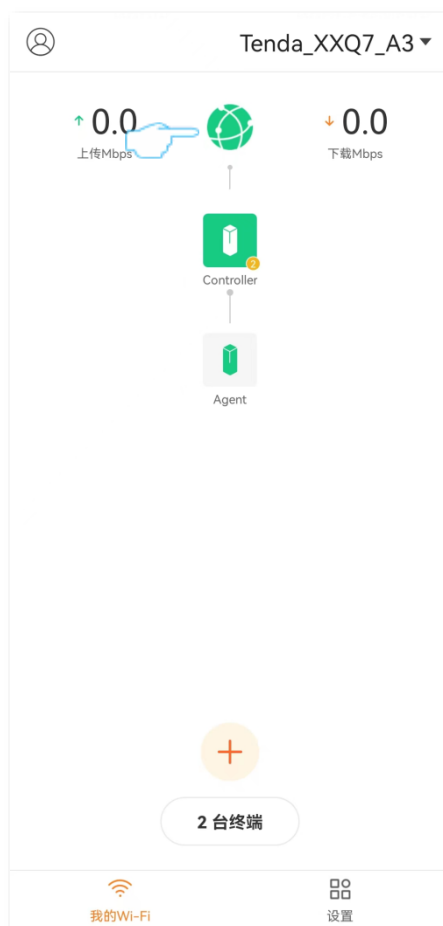 Tenda_XXQ7_A3
0.0
上传Mbps
0.0
下载Mbps
2
Controller
Agent
2 台终端
我的Wi-Fi
设置